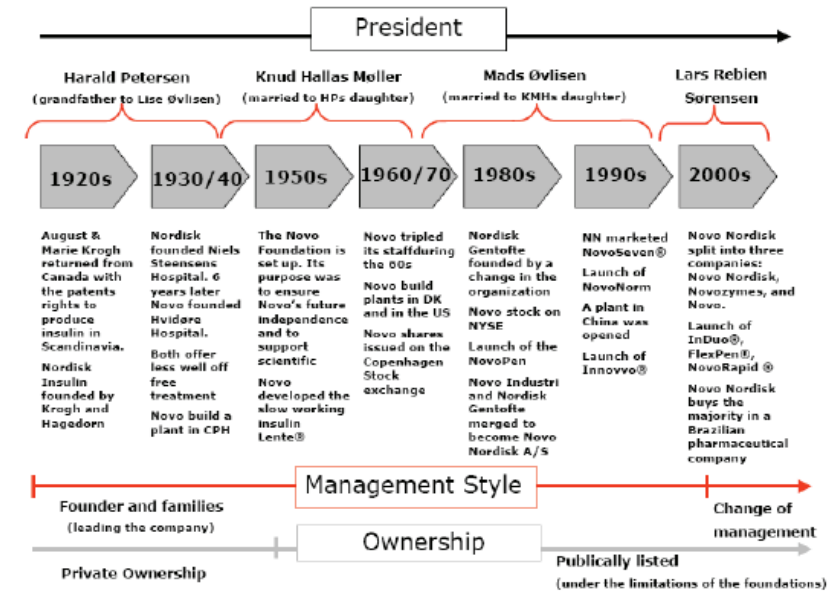 President
Harald Petersen
(grandfather to Lise Øvlisen)
Knud Hallas Møller
(married to HPs daughter)
Mads Øvlisen
(married to KMHs daughter)
Lars Rebien
Sørensen
1920s
1930/40
1950s
1960/70
1980s
1990s
2000s
August &
Marie Krogh
returned from
Canada with
the patents
rights to
produce
insulin in
Scandinavia.
Nordisk
Insulin
founded by
Krogh and
Hagedorn
Nordisk
founded Niels
Steensens
Hospital. 6
years later
Novo founded
Hvidøre
Hospital.
Both offer
less well off
free
treatment
Novo build a
plant in CPH
The Novo
Foundation is
set up. Its
purpose was
to ensure
Novo's future
independence
and to
support
scientific
Novo
developed the
slow working
insulin
Lente®
Novo tripled
its staffduring
the 60s
Novo build
plants in DK
and in the US
Novo shares
issued on the
Copenhagen
Stock
exchange
Nordisk
Gentofte
founded by a
change in the
organization
Novo stock on
NYSE
Launch of the
NovoPen
Novo Industri
and Nordisk
Gentofte
merged to
become Novo
Nordisk A/S
NN marketed
NovoSeven®
Launch of
NovoNorm
A plant in
China was
opened
Launch of
Innovvo®
Novo Nordisk
split into three
companies:
Novo Nordisk,
Novozymes, and
Novo.
Launch of
InDuo®,
FlexPen®,
NovoRapid ®
Novo Nordisk
buys the
majority in a
Brazilian
pharmaceutical
company
Management Style
Founder and families
(leading the company)
Change of
management
Ownership
Private Ownership
Publically listed
(under the limitations of the foundations)